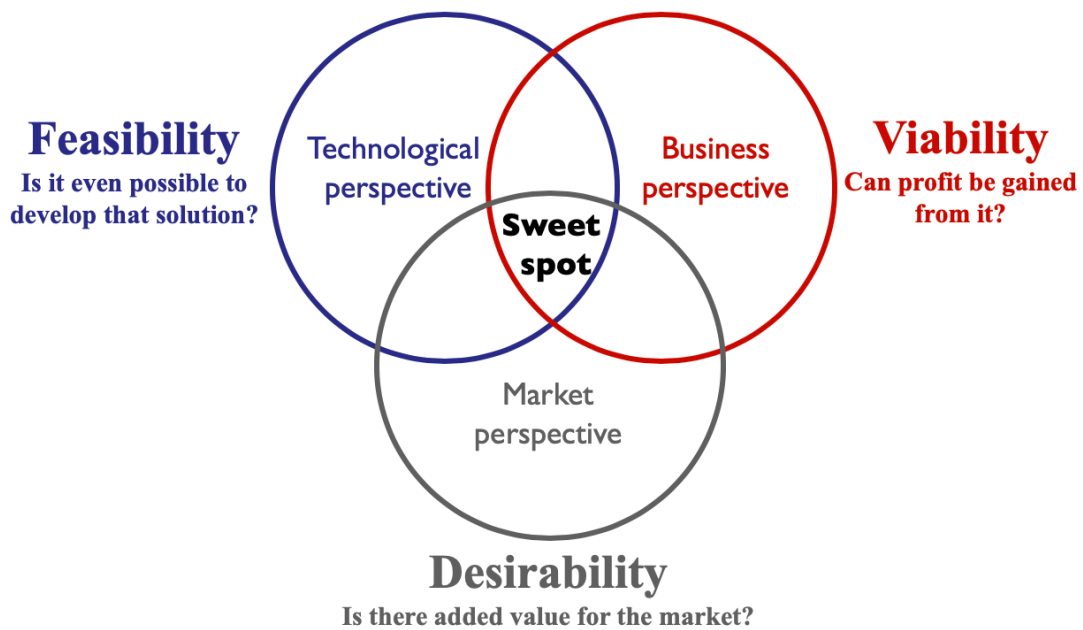 Feasibility
Is it even possible to
develop that solution?
Technological
perspective
Business
perspective
Viability
Can profit be gained
from it?
Sweet
spot
Market
perspective
Desirability
Is there added value for the market?